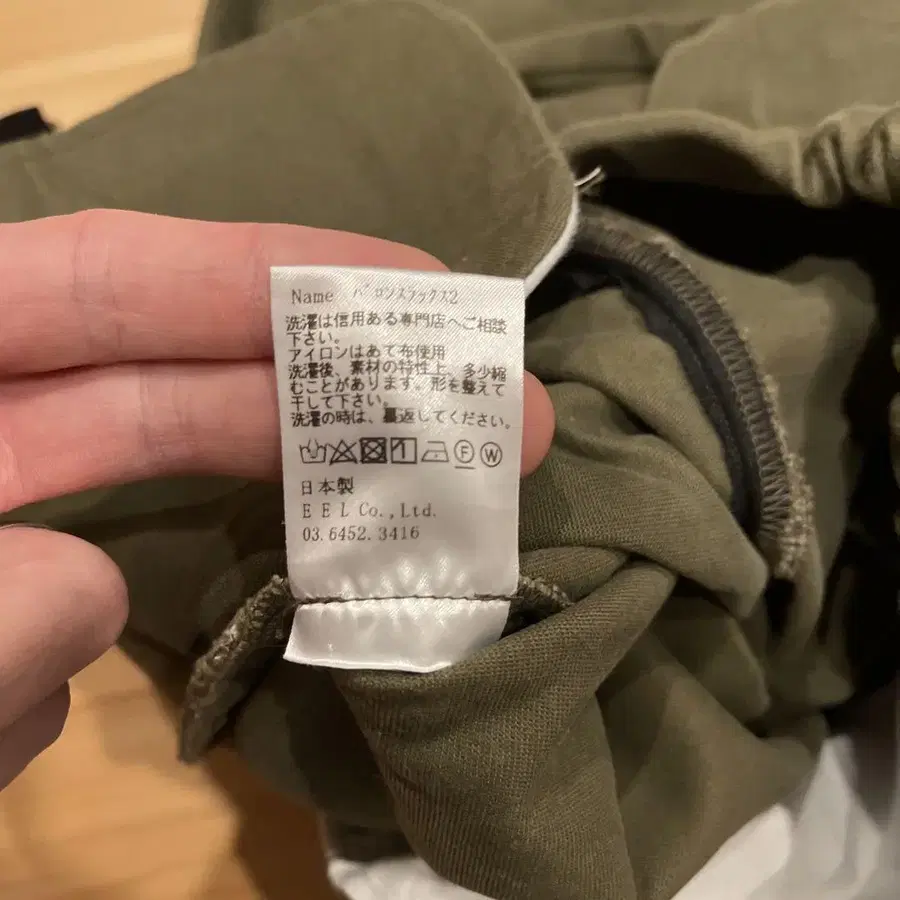 Name バロンスラックス2
洗濯は信用ある専門店へご相談
下さい。
アイロンはあて布使用
洗濯後、素材の特性上、多少縮
むことがあります。形を整えて
干して下さい。
洗濯の時は、裏返してください。
F W
日本製
E E L Co., Ltd.
03.6452.3416